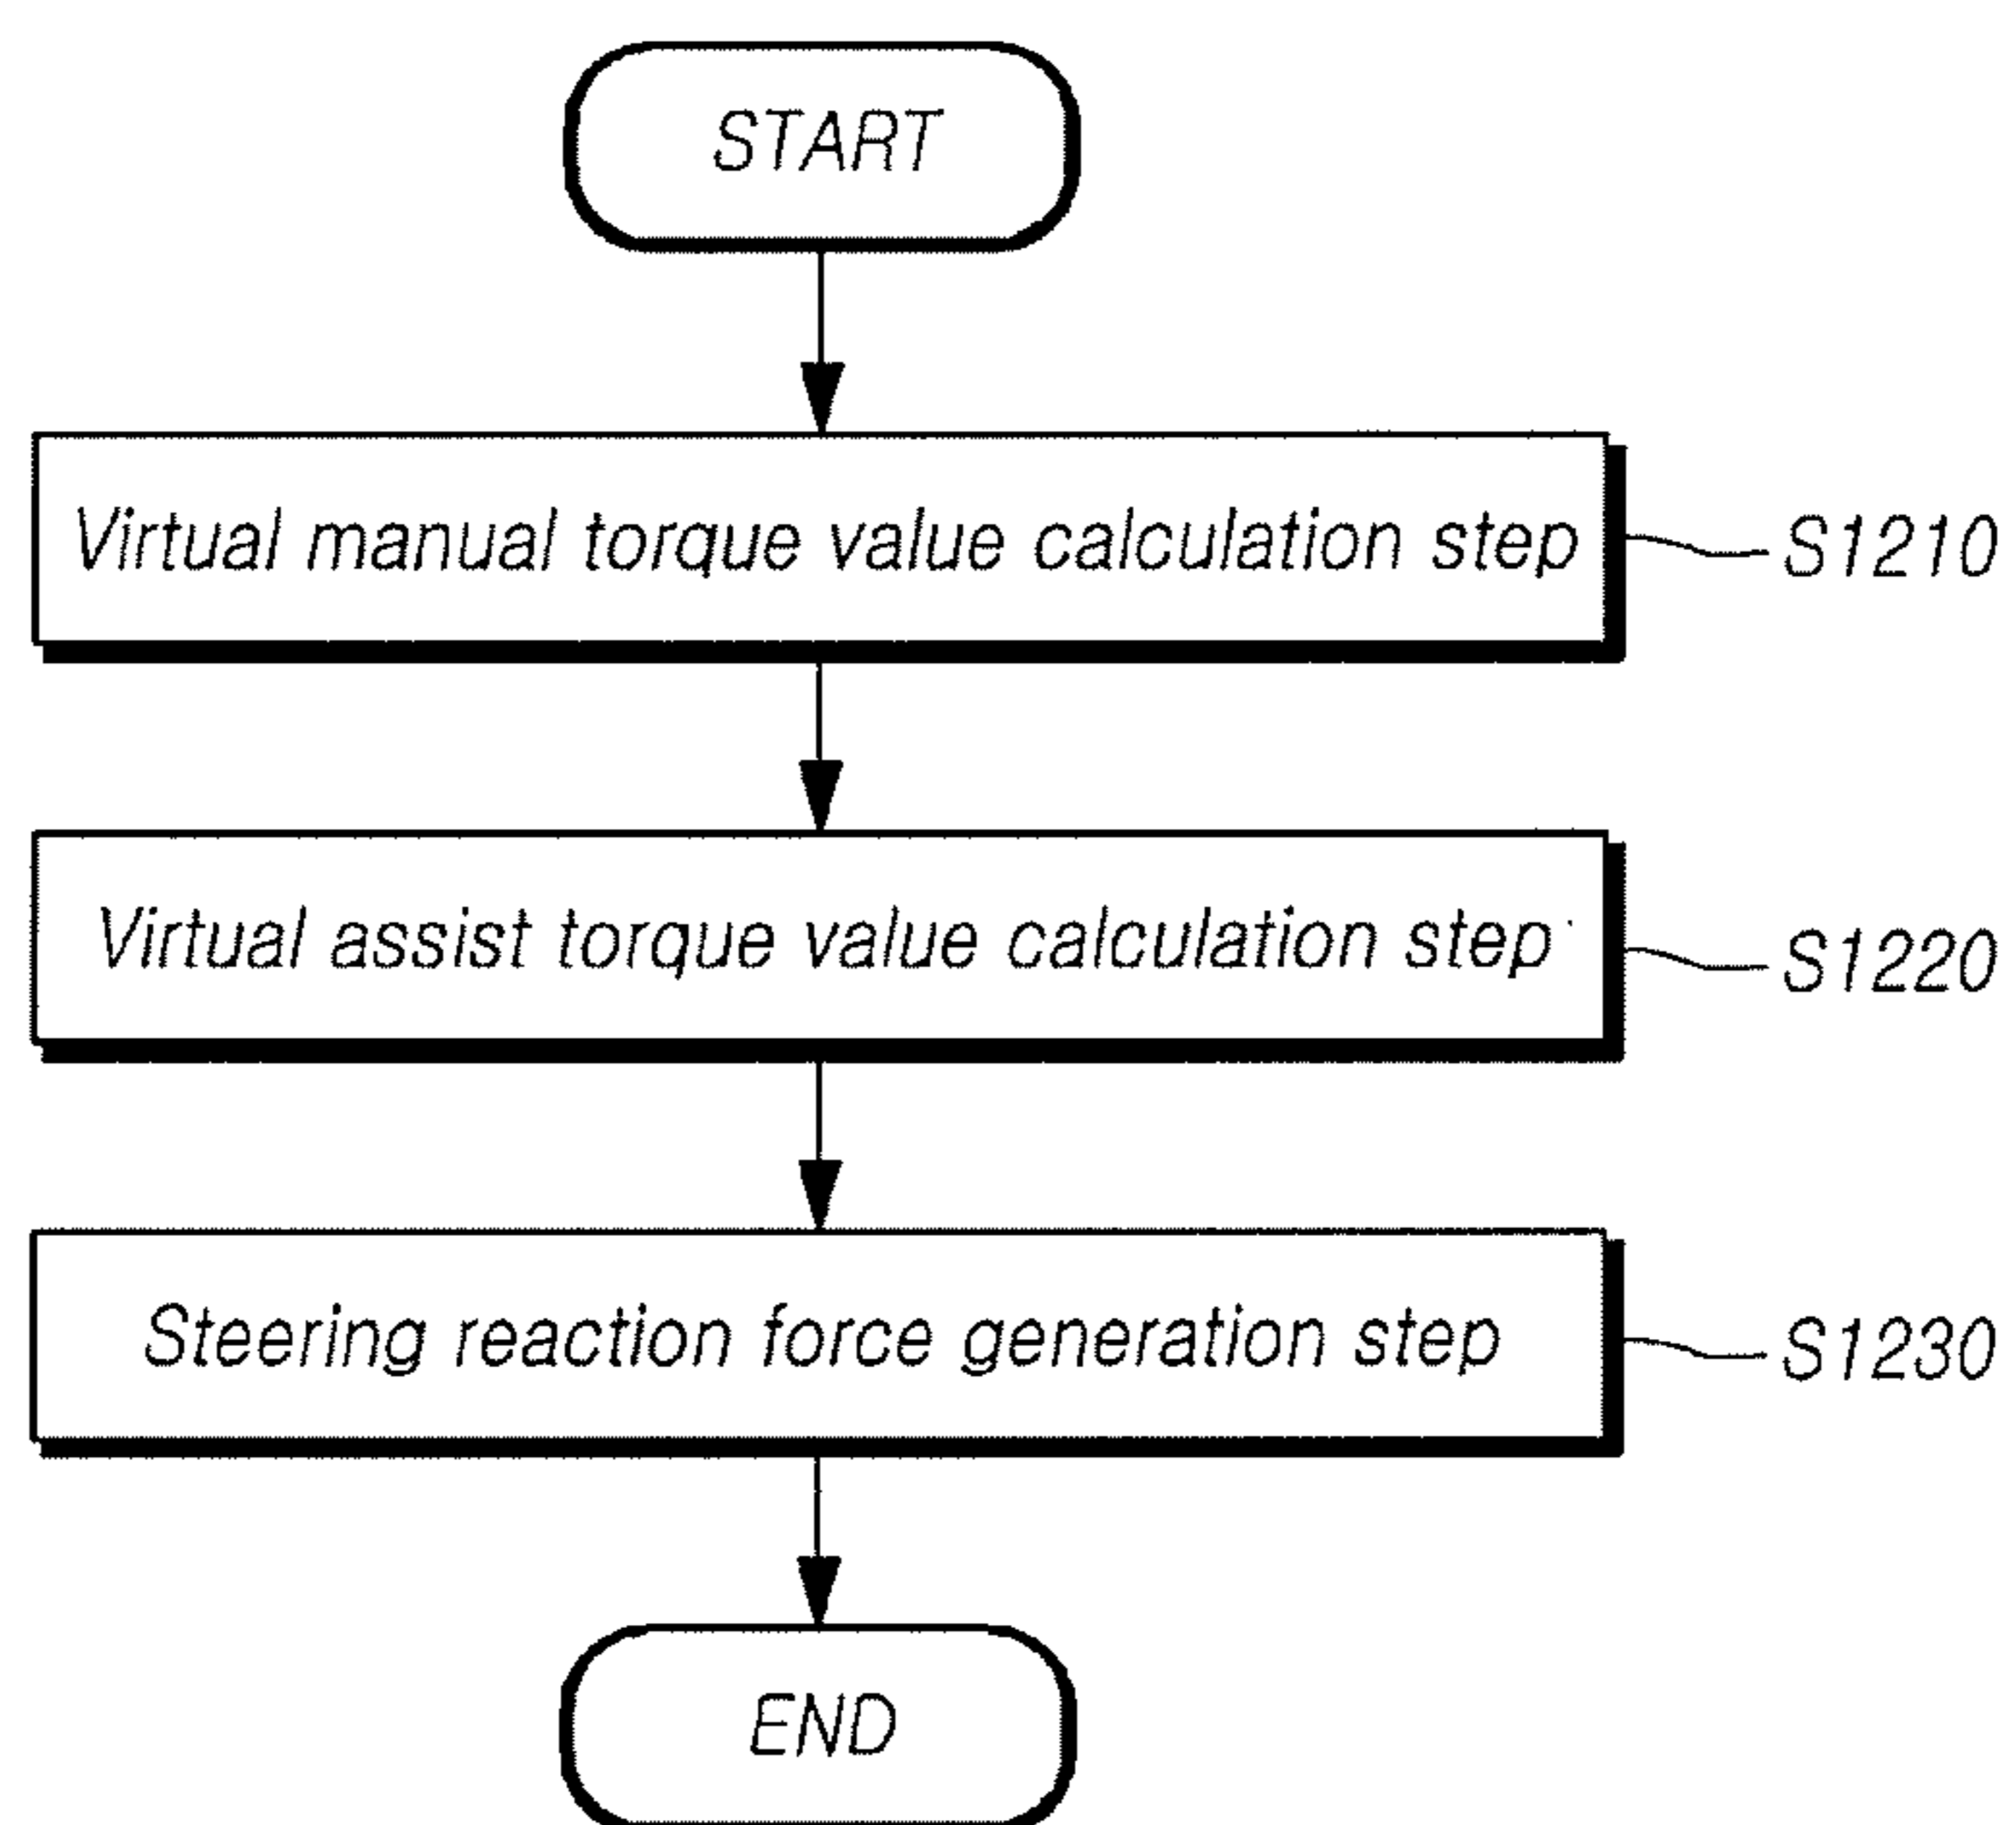 START
Virtual manual torque value calculation step
S1210
Virtual assist torque value calculation step
S1220
Steering reaction force generation step
S1230
END